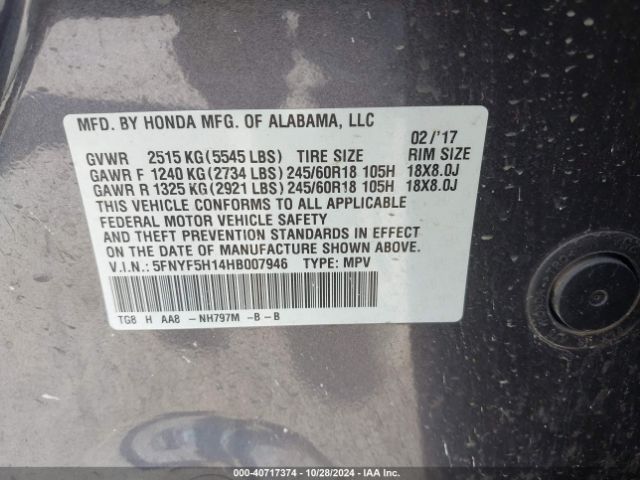 MFD. BY HONDA MFG. OF ALABAMA, LLC
02/'17
GVWR 2515 KG(5545 LBS) TIRE SIZE RIM SIZE
GAWR F 1240 KG(2734 LBS) 245/60R18 105H 18X8.0J
GAWR R 1325 KG(2921 LBS) 245/60R18 105H 18X8.0J
THIS VEHICLE CONFORMS TO ALL APPLICABLE
FEDERAL MOTOR VEHICLE SAFETY
AND THEFT PREVENTION STANDARDS IN EFFECT
ON THE DATE OF MANUFACTURE SHOWN ABOVE.
V.I.N.: 5FNYF5H14HB007946 TYPE: MPV
TG8 H AA8 - NH797M -B - B
000-40717374 | 10/28/2024 | IAA Inc.